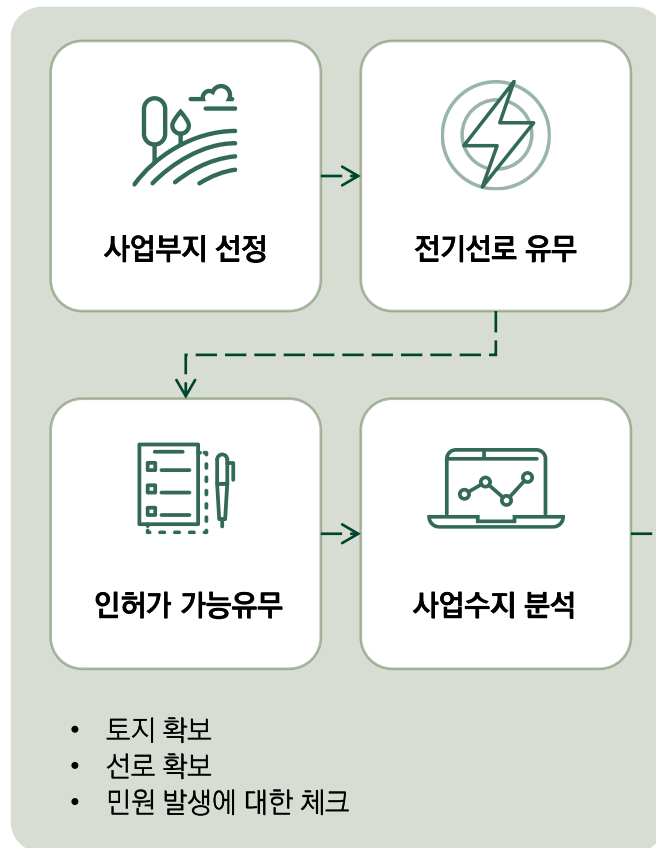 사업부지 선정
전기선로 유무
인허가 가능유무
사업수지 분석
• 토지 확보
• 선로 확보
• 민원 발생에 대한 체크